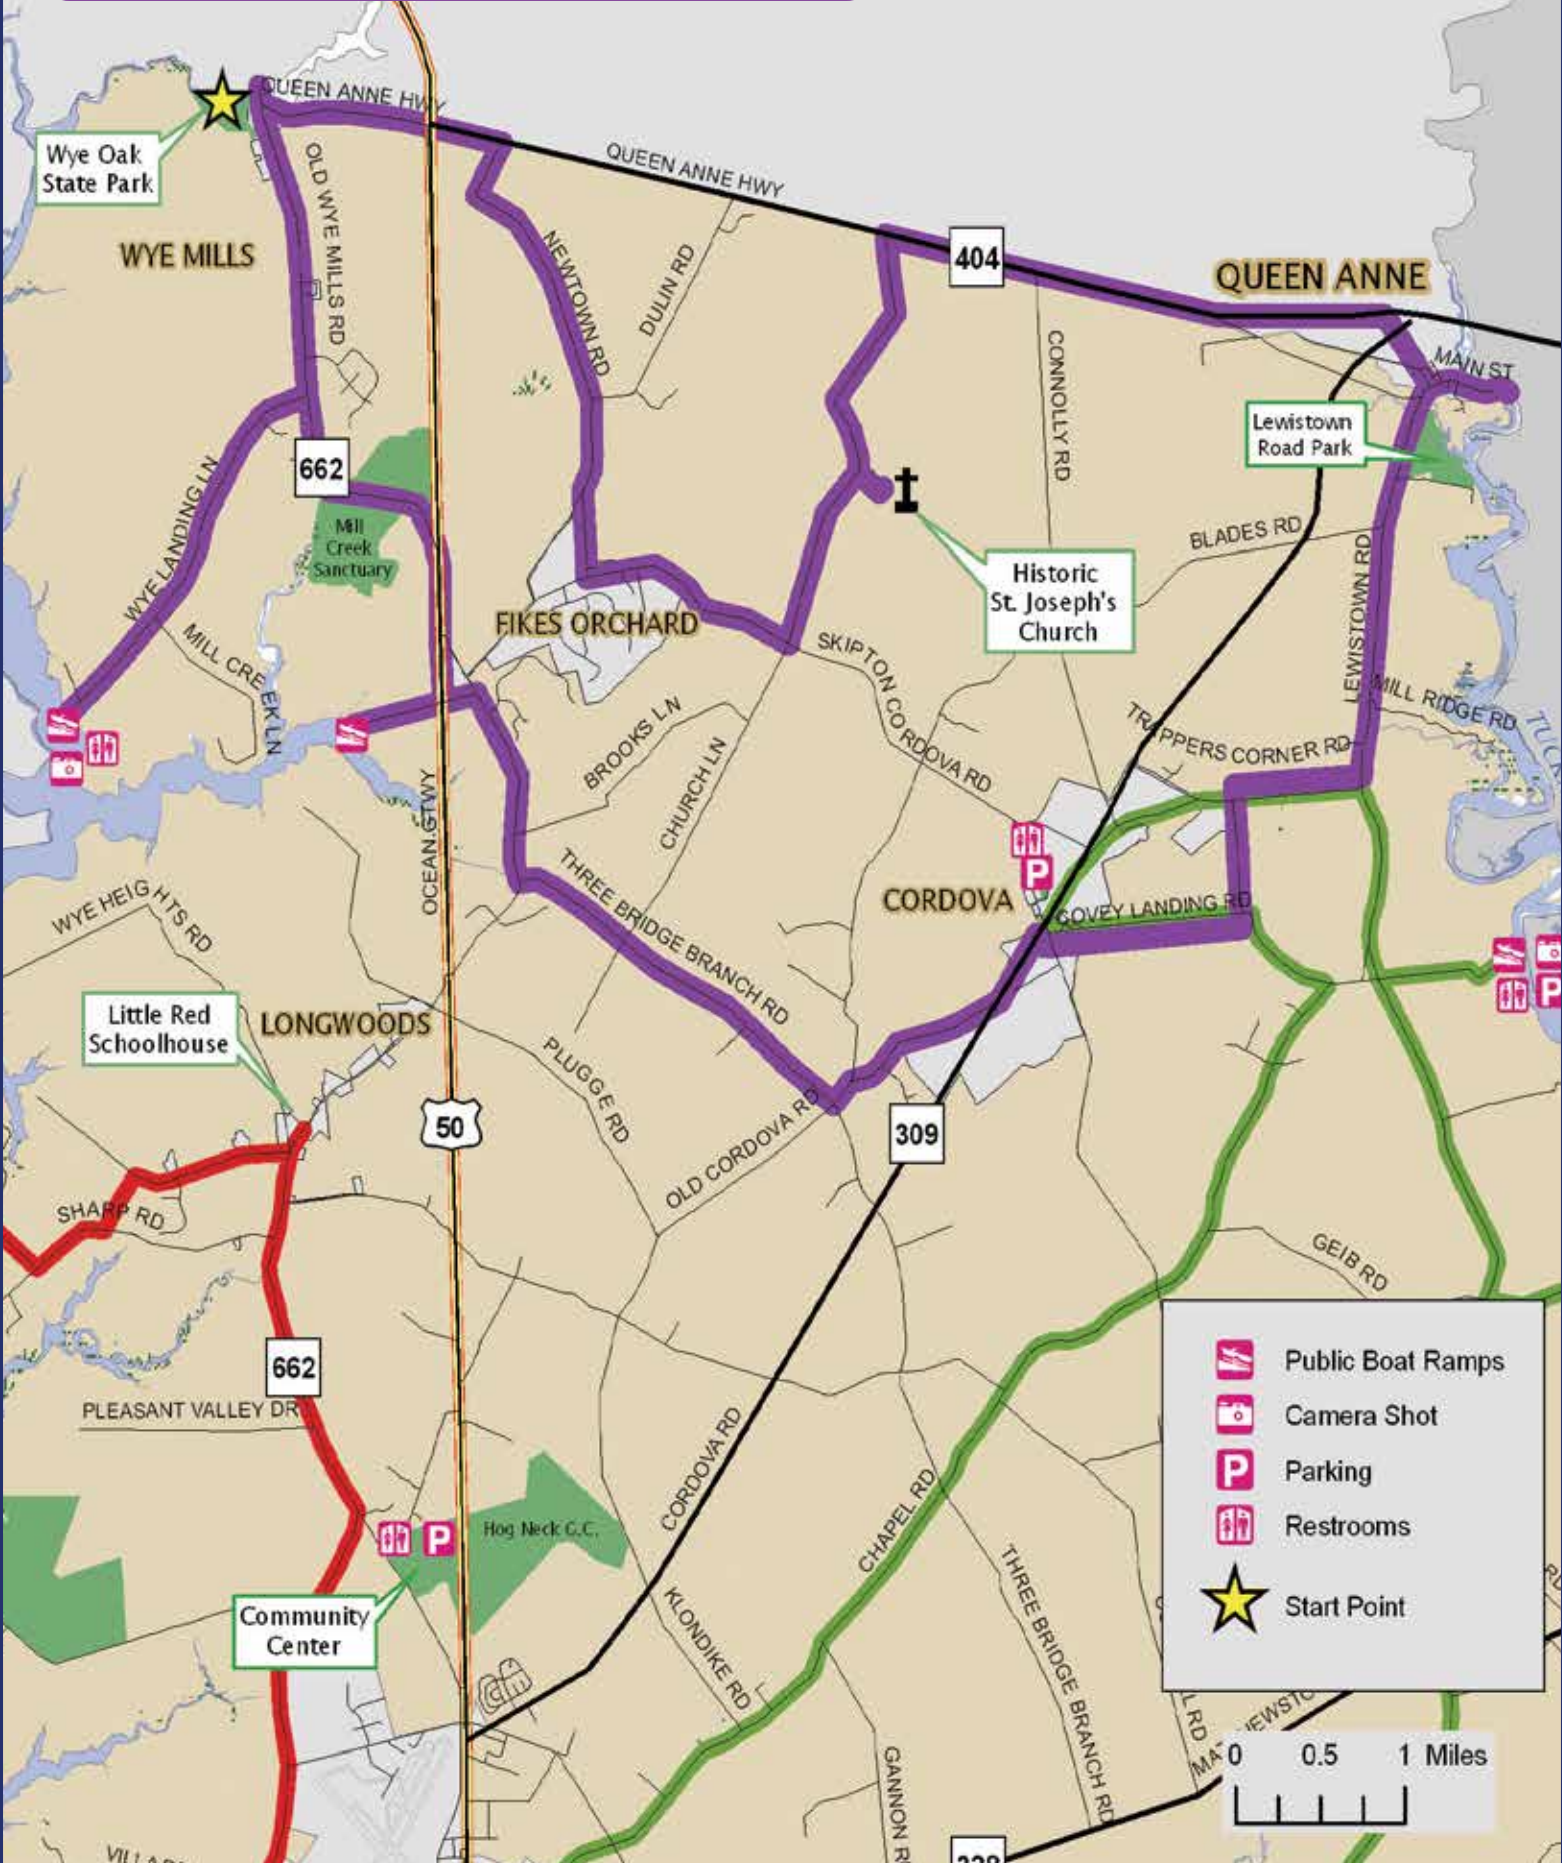 QUEEN ANNE HWY
Wye Oak
State Park
OLD WYE MILLS RD
QUEEN ANNE HWY
WYE MILLS
NEWTOWN RD
DULIN RD
404
QUEEN ANNE
CONNOLLY RD
MAIN ST
Lewistown
Road Park
662
WYE LANDING LN
Mill
Creek
Sanctuary
BLADES RD
Historic
St. Joseph's
Church
FIKES ORCHARD
LEWISTOWN RD
MILL CREEK LN
SKIPTON CORDOVA RD
MILL RIDGE RD
TUCK
BROOKS LN
TRAPPERS CORNER RD
CHURCH LN
OCEAN GTWY
THREE BRIDGE BRANCH RD
P
CORDOVA
COVEY LANDING RD
WYE HEIGHTS RD
P
Little Red
Schoolhouse
LONGWOODS
PLUGGE RD
50
OLD CORDOVA RD
309
SHARP RD
GEIB RD
662
PLEASANT VALLEY DR
Public Boat Ramps
Camera Shot
P Parking
Restrooms
Start Point
CORDOVA RD
CHAPEL RD
P
Hog Neck G.C.
THREE BRIDGE BRANCH RD
RD
Community
Center
KLONDIKE RD
L RD
GANNON R
0 0.5 1 Miles
328